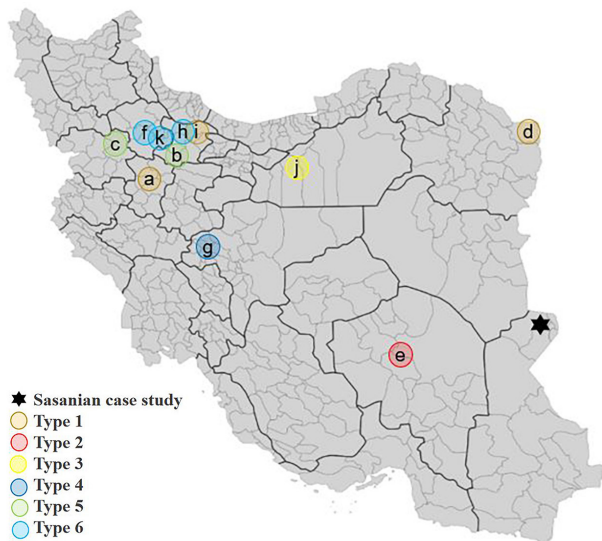 d
f k h i
c
b
j
a
g
e
Sasanian case study
Type 1
Type 2
Type 3
Type 4
Type 5
Type 6